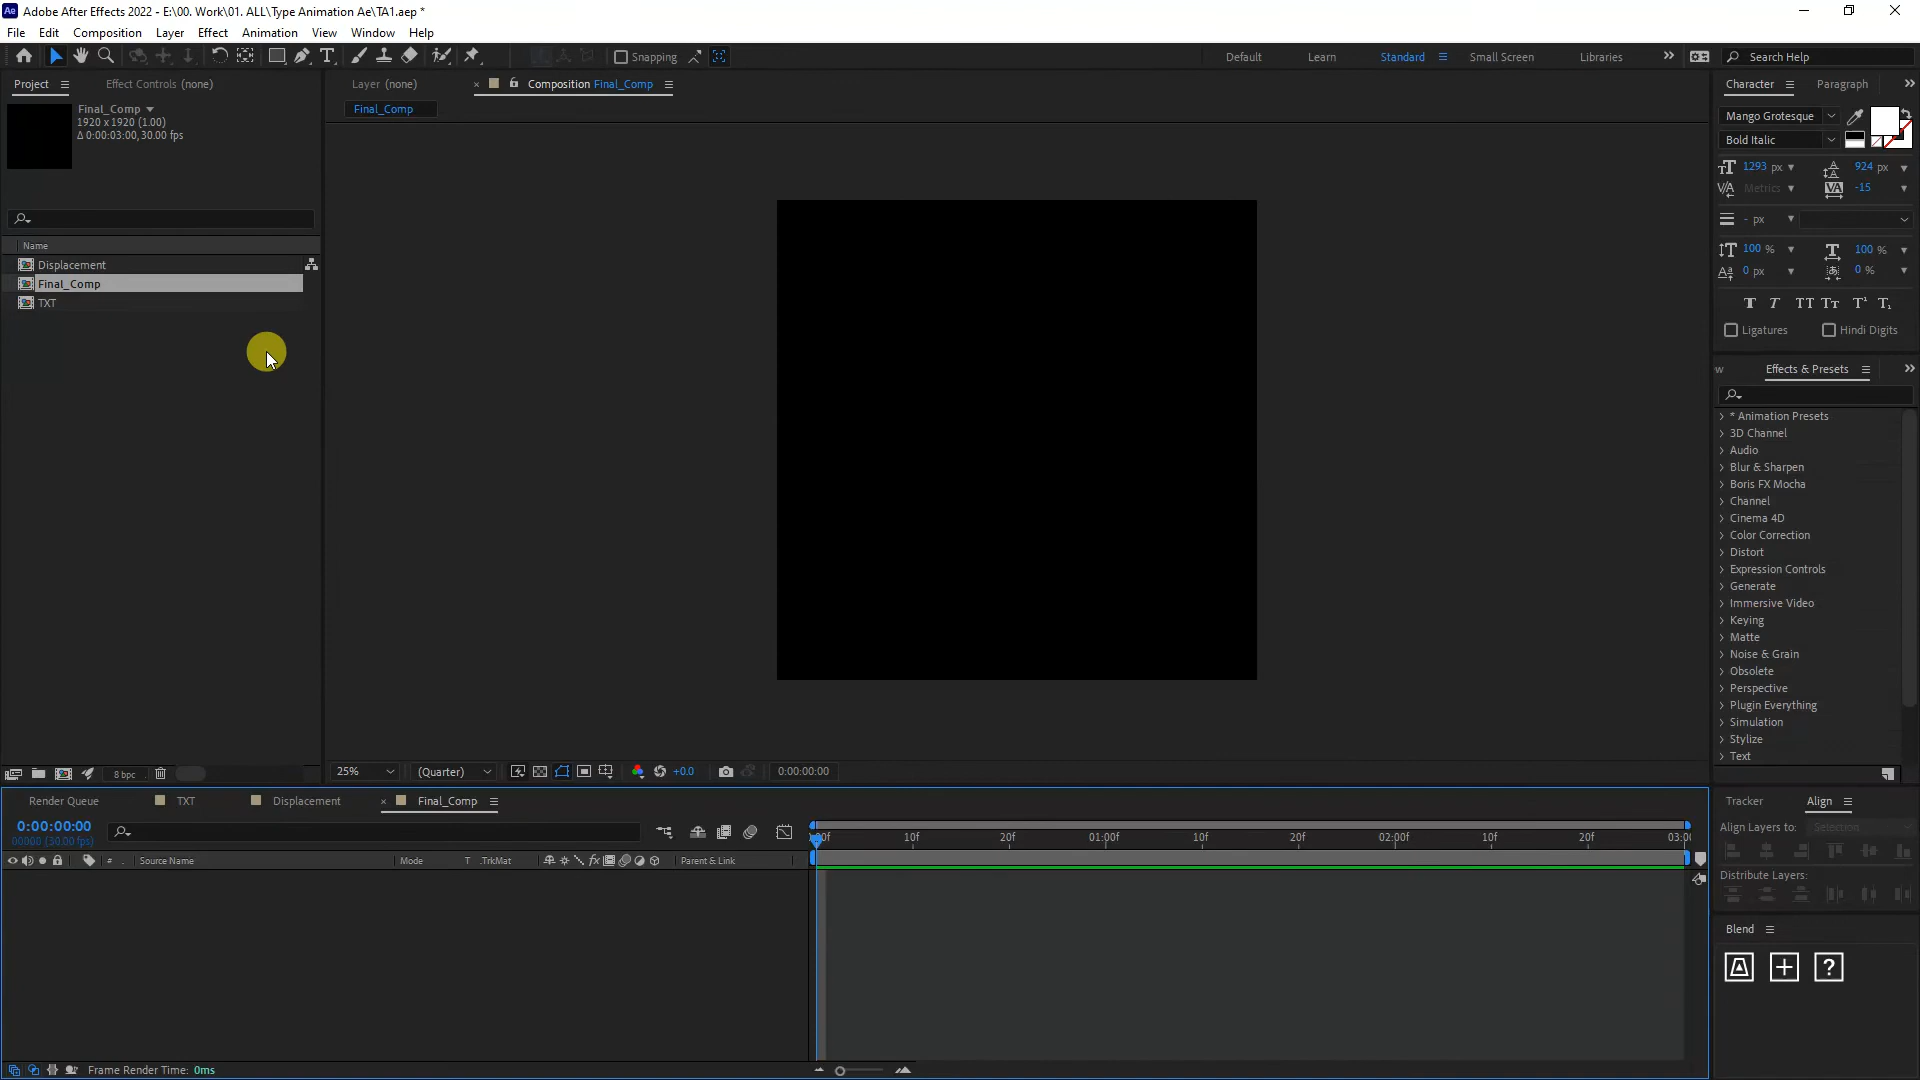 Adobe After Effects 2022 - E:\00. Work\01. ALL\Type Animation Ae\TA1.aep *
File Edit Composition Layer Effect Animation View Window Help
Snapping
Default Learn Standard Small Screen Libraries
Search Help
Project Effect Controls (none)
Final_Comp
1920 x 1920 (1.00)
Δ 0:00:03:00, 30.00 fps
Name
Displacement
Final_Comp
TXT
8 bpc
Layer (none)
Composition Final_Comp
Final_Comp
25% (Quarter) +0.0 0:00:00:00
Character Paragraph
Mango Grotesque
Bold Italic
1293 px 924 px
Metrics -15
- px
100 % 100 %
0 px 0 %
Ligatures Hindi Digits
Effects & Presets
* Animation Presets
3D Channel
Audio
Blur & Sharpen
Boris FX Mocha
Channel
Cinema 4D
Color Correction
Distort
Expression Controls
Generate
Immersive Video
Keying
Matte
Noise & Grain
Obsolete
Perspective
Plugin Everything
Simulation
Stylize
Text
Render Queue TXT Displacement Final_Comp
0:00:00:00
00000 (30.00 fps)
# Source Name Mode T .TrkMat Parent & Link
10f 20f 01:00f 10f 20f 02:00f 10f 20f
Frame Render Time: 0ms
Tracker Align
Align Layers to: Selection
Distribute Layers:
Blend